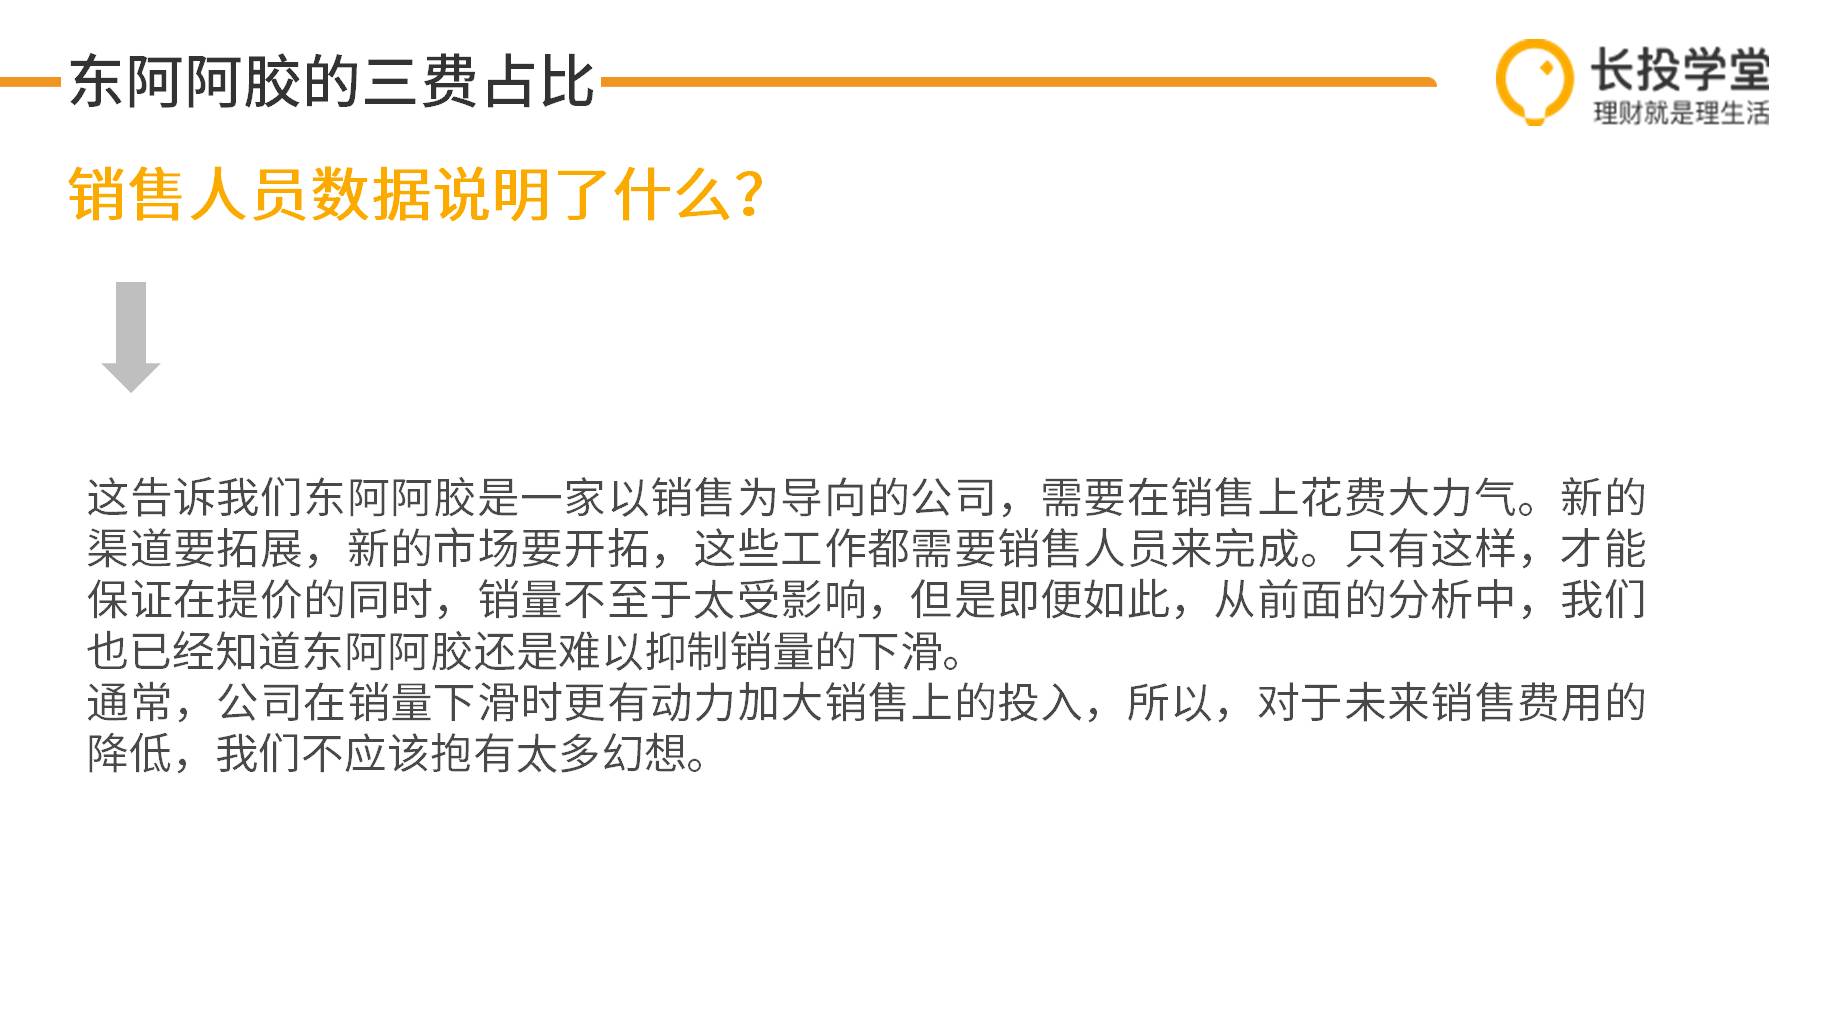 东阿阿胶的三费占比
长投学堂
理财就是理生活
销售人员数据说明了什么？
这告诉我们东阿阿胶是一家以销售为导向的公司，需要在销售上花费大力气。新的
渠道要拓展，新的市场要开拓，这些工作都需要销售人员来完成。只有这样，才能
保证在提价的同时，销量不至于太受影响，但是即便如此，从前面的分析中，我们
也已经知道东阿阿胶还是难以抑制销量的下滑。
通常，公司在销量下滑时更有动力加大销售上的投入，所以，对于未来销售费用的
降低，我们不应该抱有太多幻想。